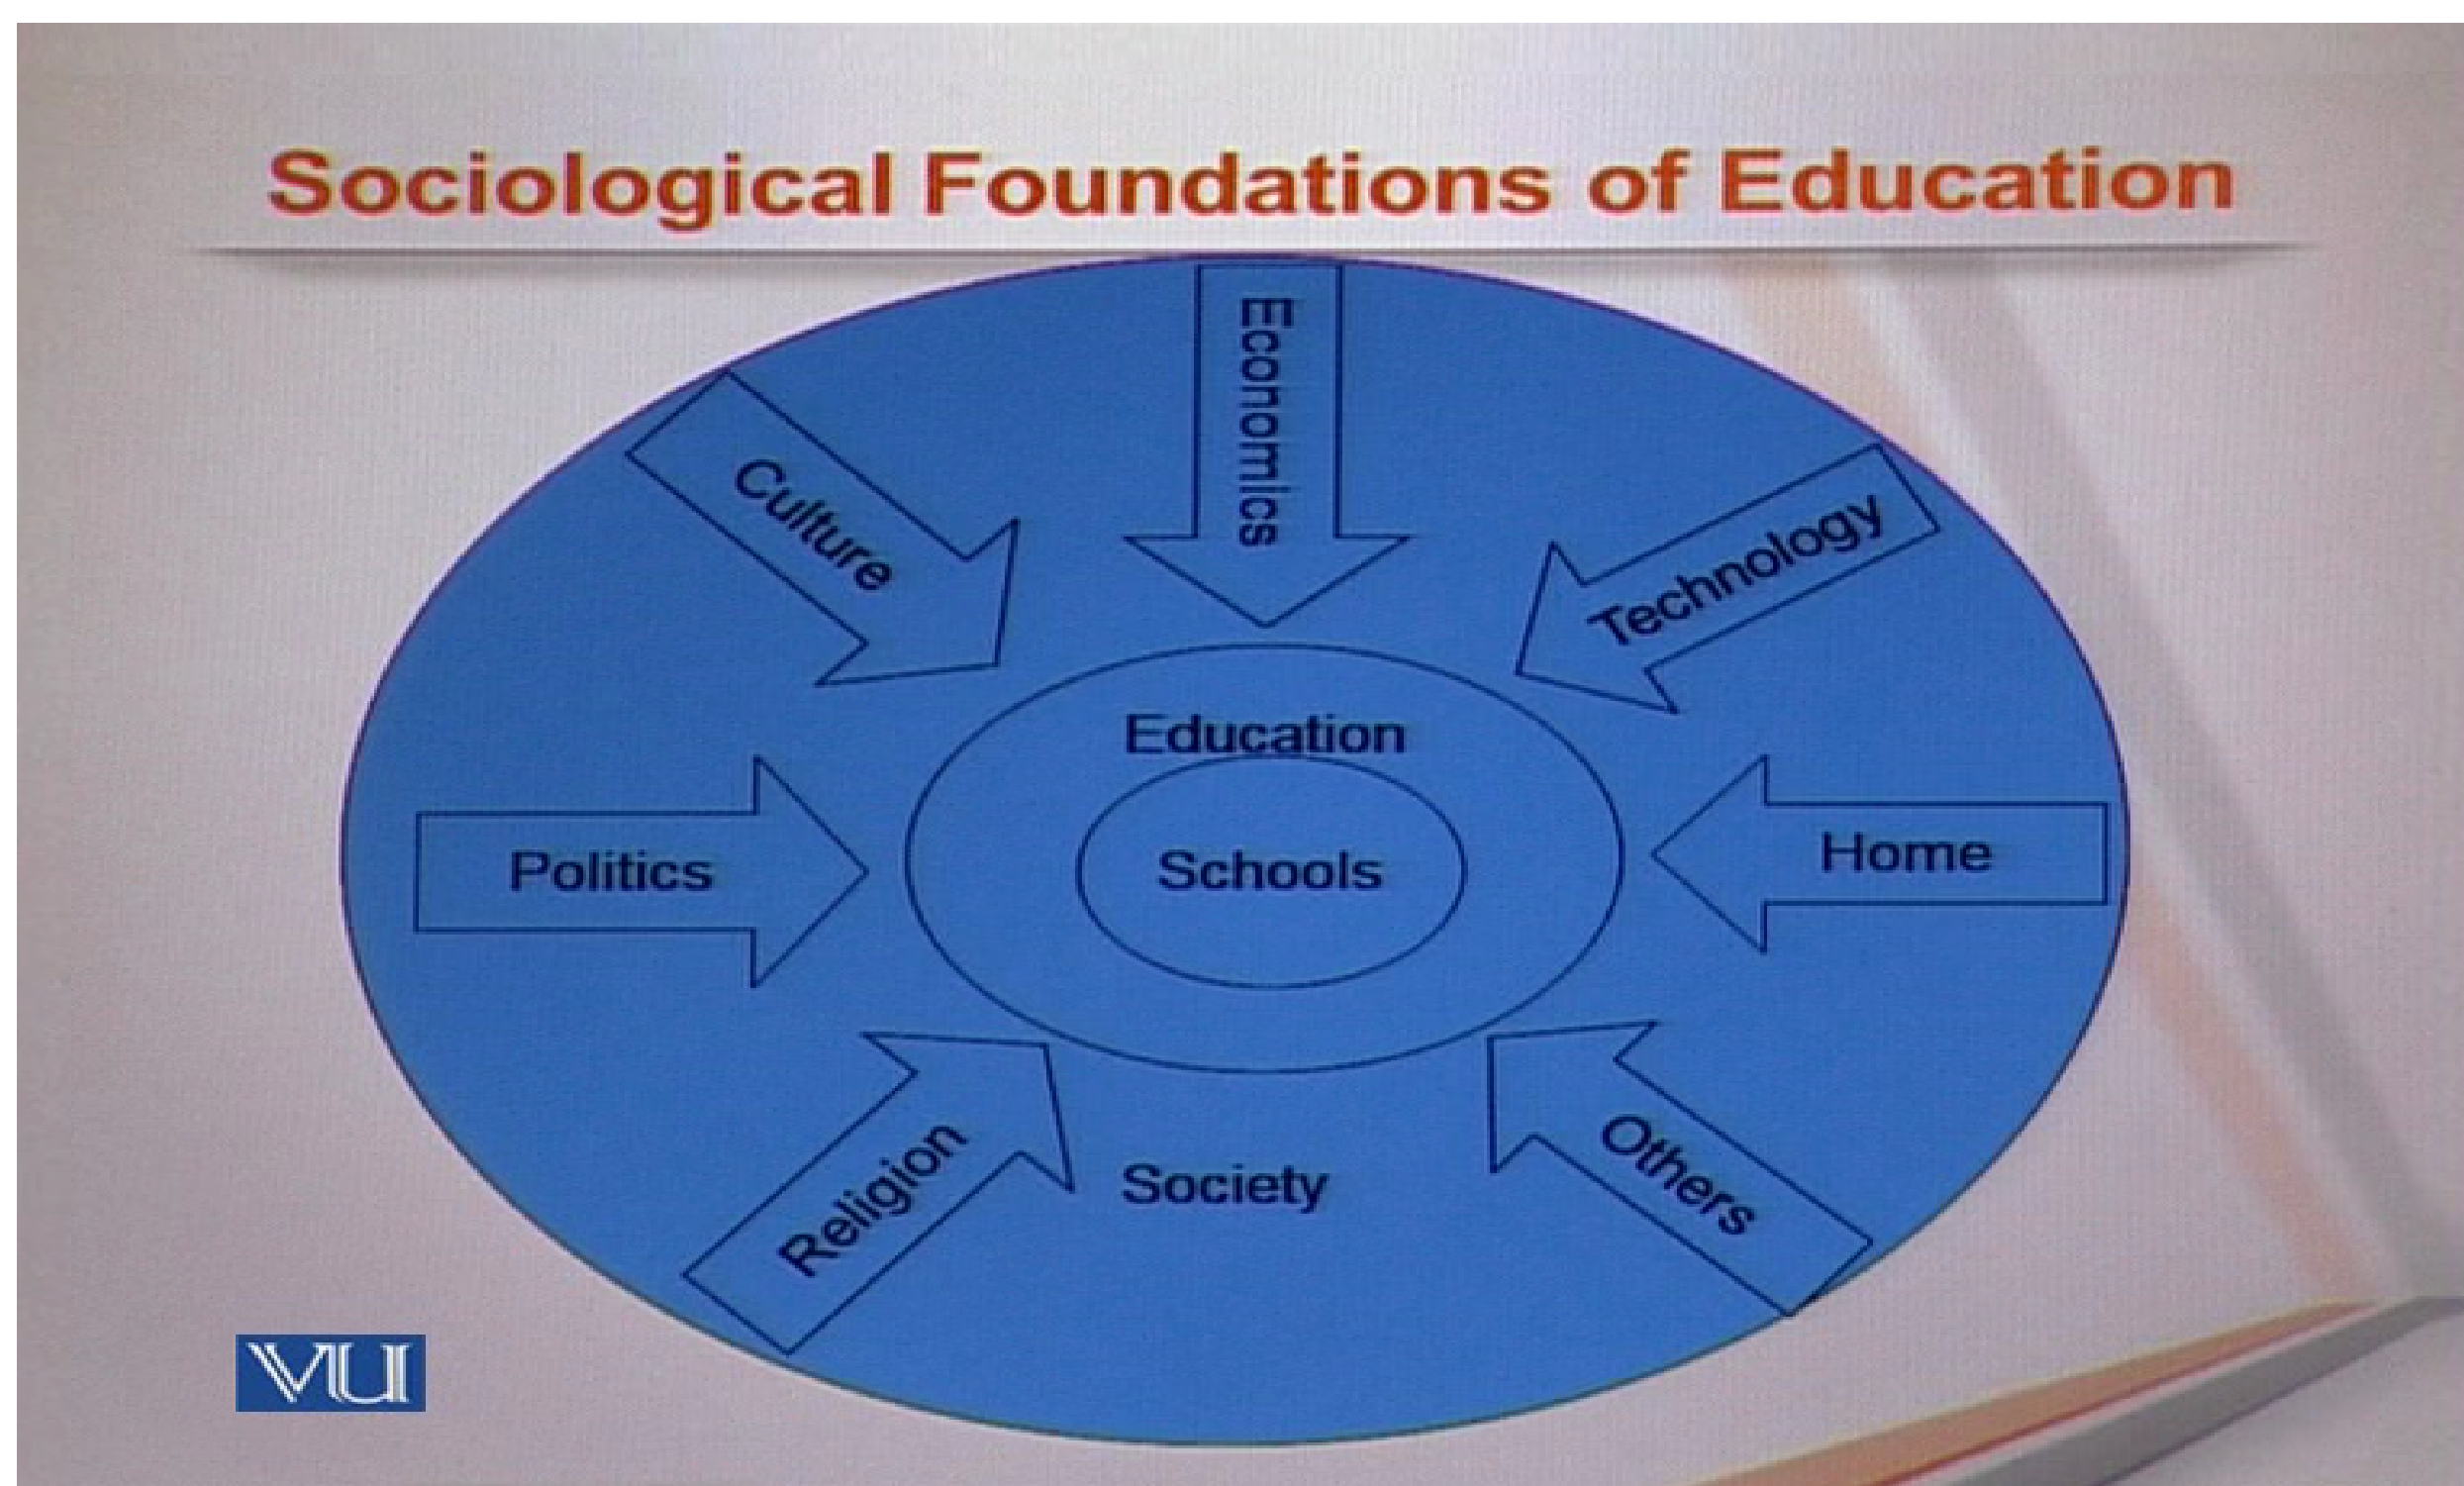 Sociological Foundations of Education
Economics
Culture
Technology
Education
Politics
Schools
Home
Religion
Society
Others
VU